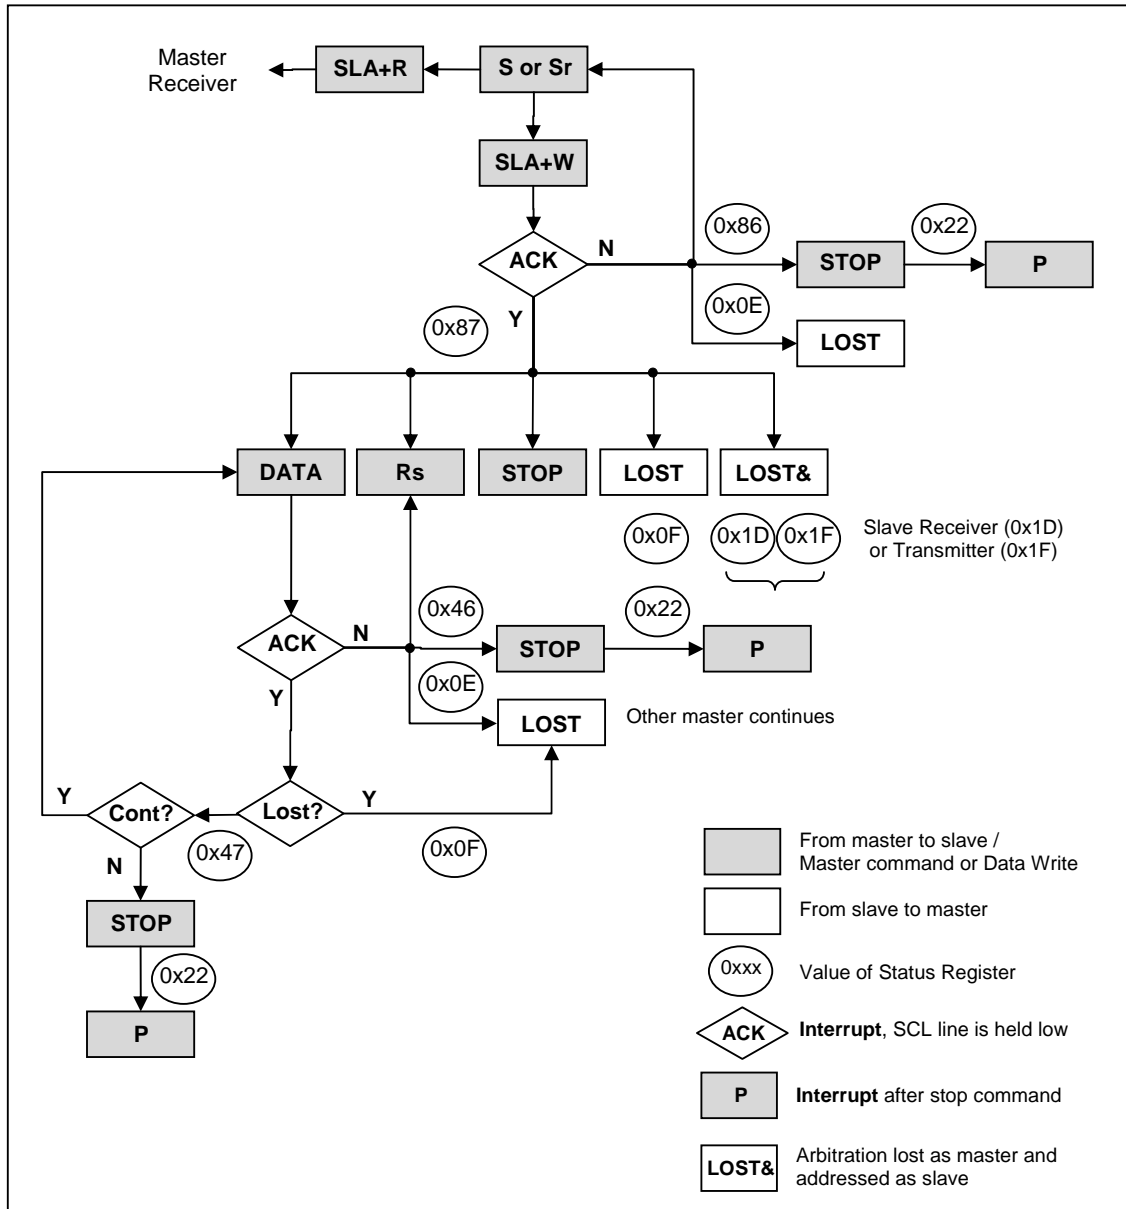 Master
Receiver
SLA+R
S or Sr
SLA+W
ACK
N
0x86
0x22
STOP
P
0x0E
LOST
Y
0x87
DATA
Rs
STOP
LOST
LOST&
0x0F
0x1D
0x1F
Slave Receiver (0x1D)
or Transmitter (0x1F)
ACK
N
0x46
0x22
STOP
P
0x0E
Y
LOST
Other master continues
Y
Cont?
Lost?
Y
0x47
0x0F
N
STOP
0x22
P
From master to slave /
Master command or Data Write
From slave to master
0xxx
Value of Status Register
ACK
Interrupt, SCL line is held low
P
Interrupt after stop command
LOST&
Arbitration lost as master and
addressed as slave